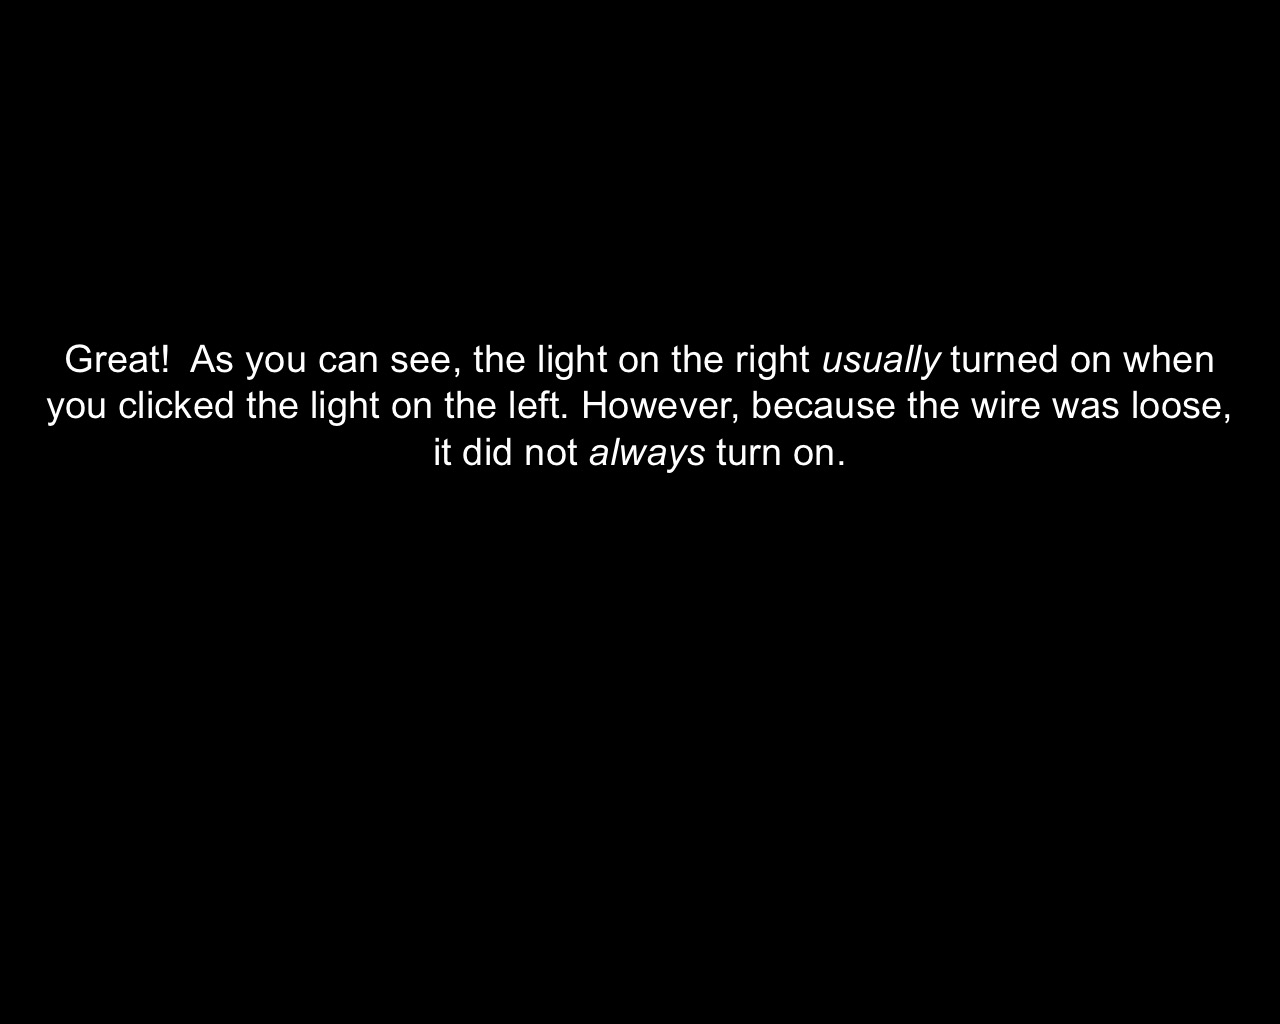 Great!  As you can see, the light on the right usually turned on when
you clicked the light on the left. However, because the wire was loose,
it did not always turn on.